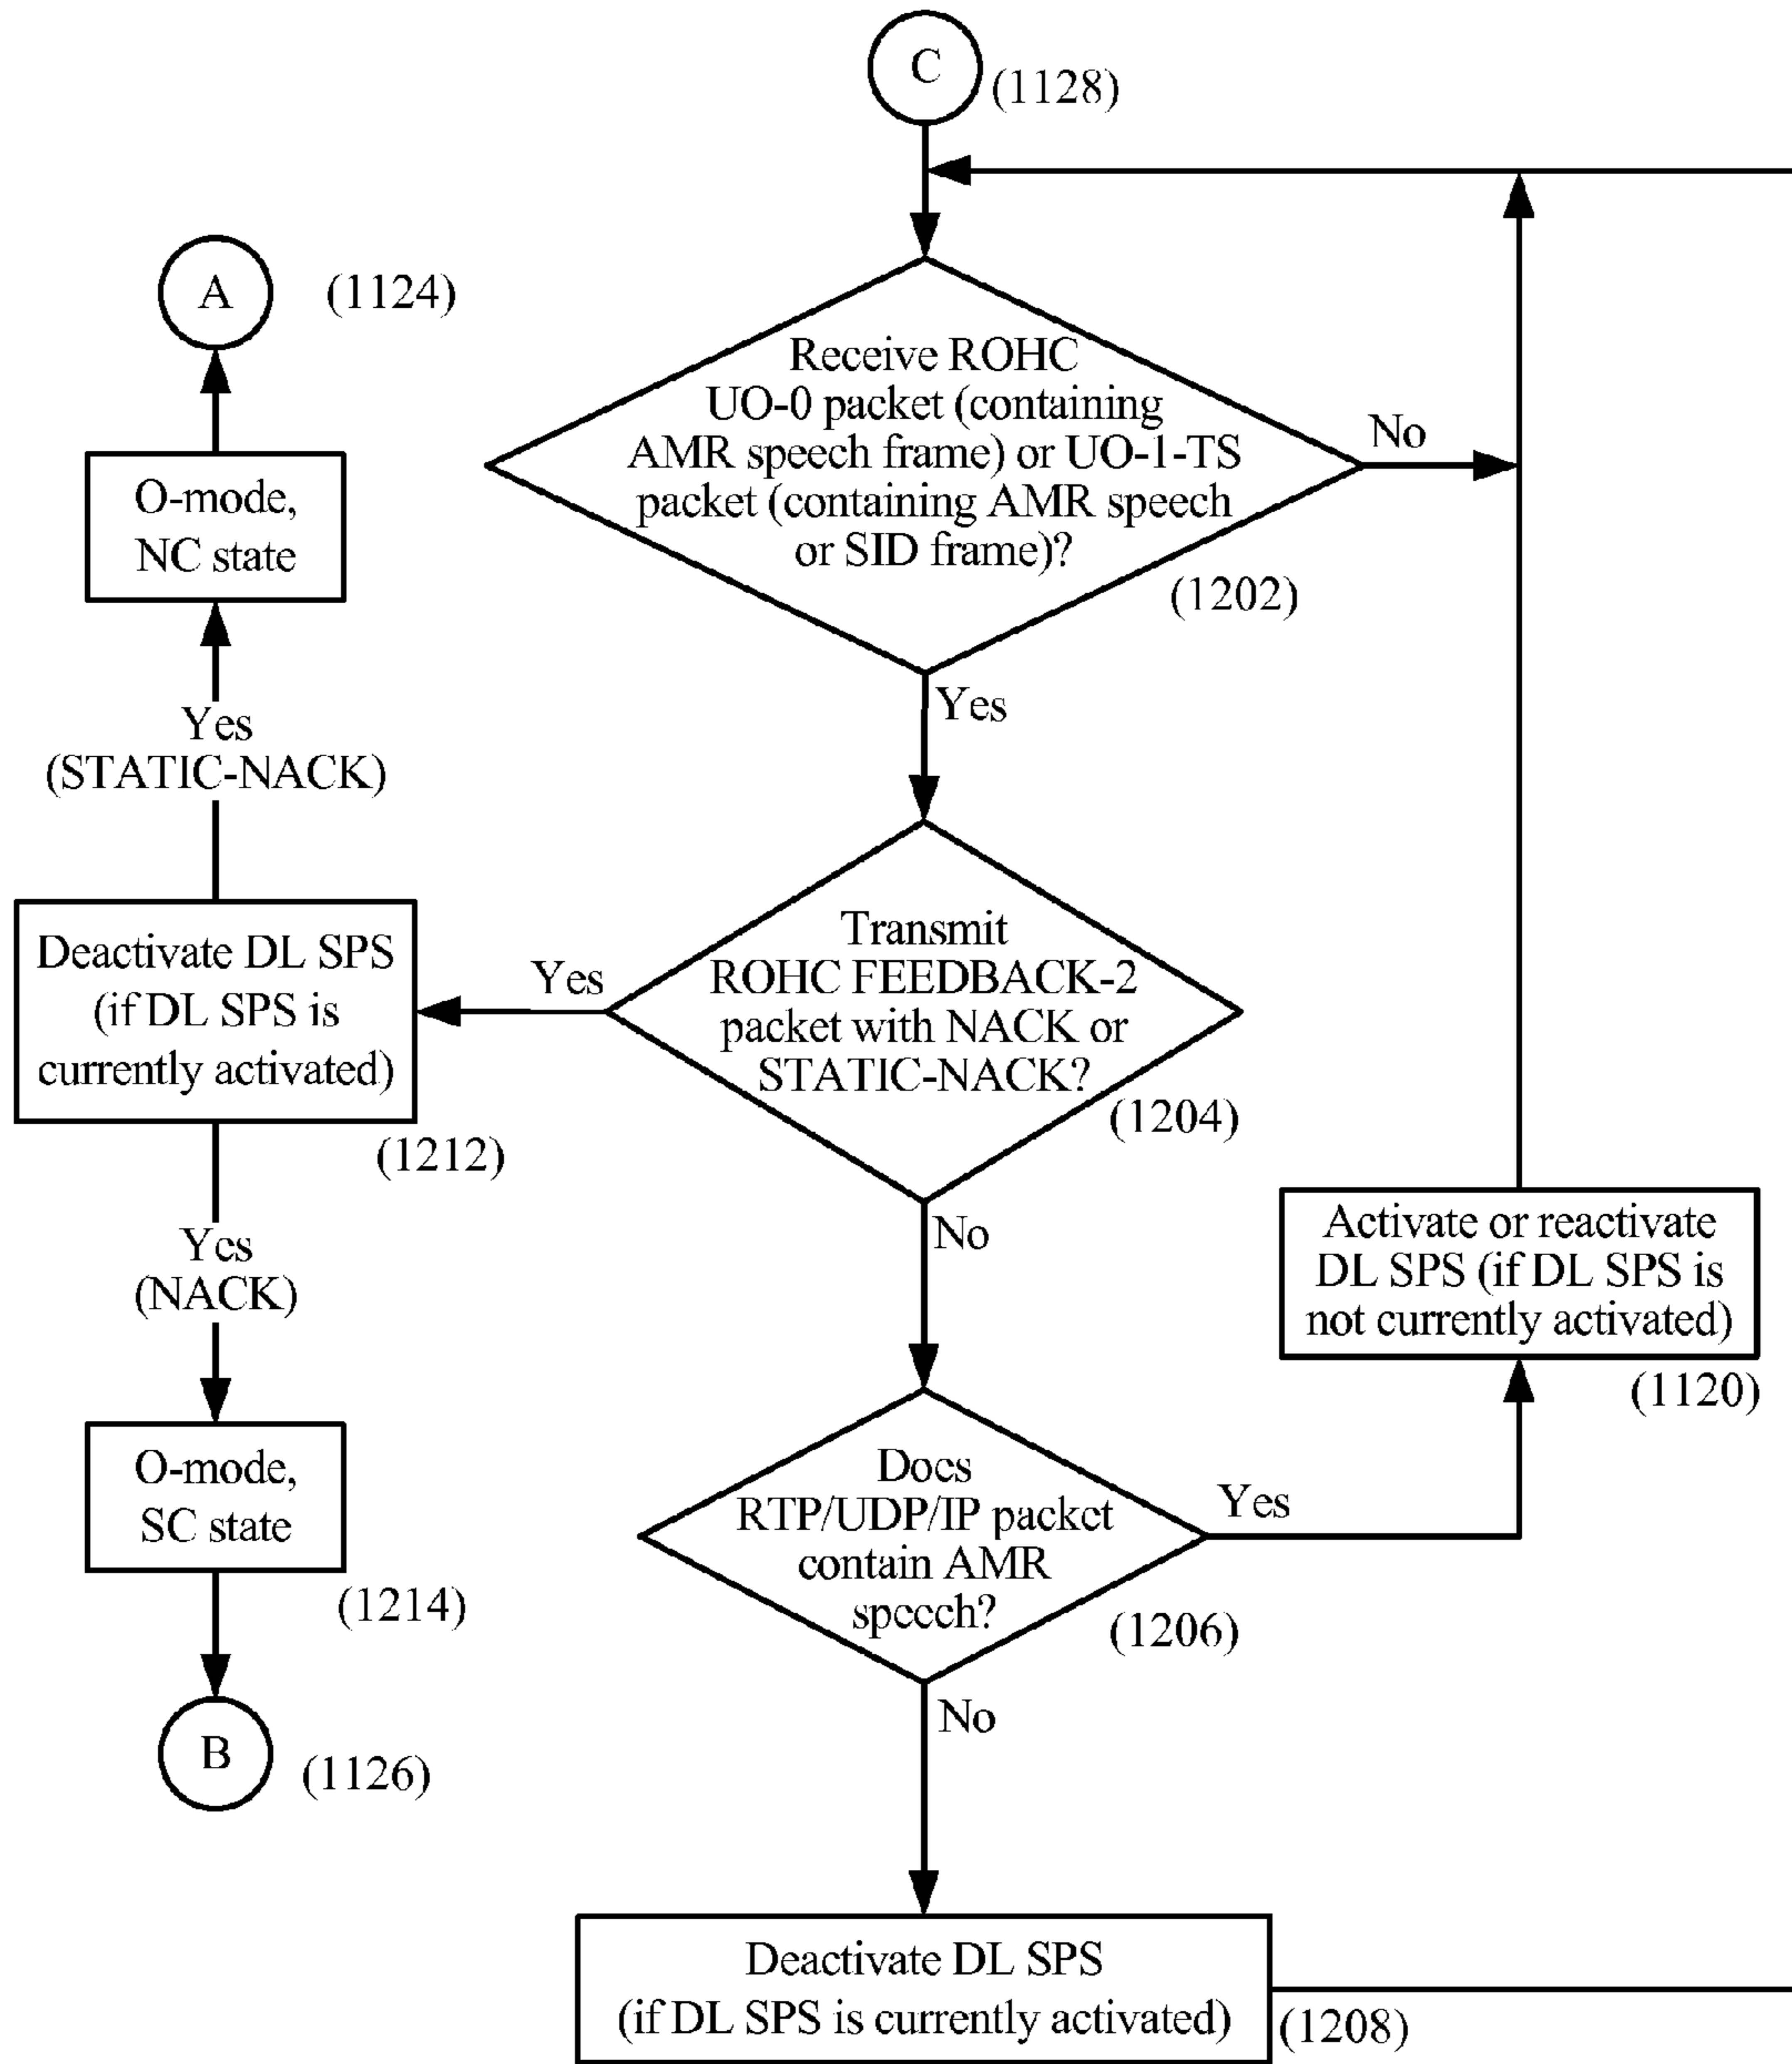 C
(1128)
A
(1124)
Receive ROHC
UO-0 packet (containing
AMR speech frame) or UO-1-TS
packet (containing AMR speech
or SID frame)?
No
(1202)
O-mode,
NC state
Yes
Yes
(STATIC-NACK)
Transmit
ROHC FEEDBACK-2
packet with NACK or
STATIC-NACK?
Yes
(1204)
Deactivate DL SPS
(if DL SPS is
currently activated)
(1212)
No
Activate or reactivate
DL SPS (if DL SPS is
not currently activated)
(1120)
Yes
(NACK)
O-mode,
SC state
(1214)
Does
RTP/UDP/IP packet
contain AMR
speech?
Yes
(1206)
No
B
(1126)
Deactivate DL SPS
(if DL SPS is currently activated)
(1208)